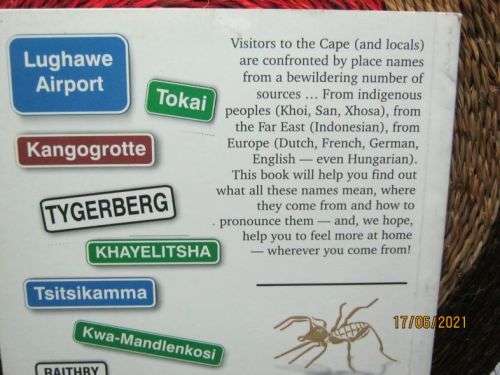 Lughawe
Airport
Tokai
Kangogrotte
TYGERBERG
KHAYELITSHA
Tsitsikamma
Kwa-Mandlenkosi
RAITHBY
Visitors to the Cape (and locals)
are confronted by place names
from a bewildering number of
sources ... From indigenous
peoples (Khoi, San, Xhosa), from
the Far East (Indonesian), from
Europe (Dutch, French, German,
English — even Hungarian).
This book will help you find out
what all these names mean, where
they come from and how to
pronounce them — and, we hope,
help you to feel more at home
— wherever you come from!
17/06/2021